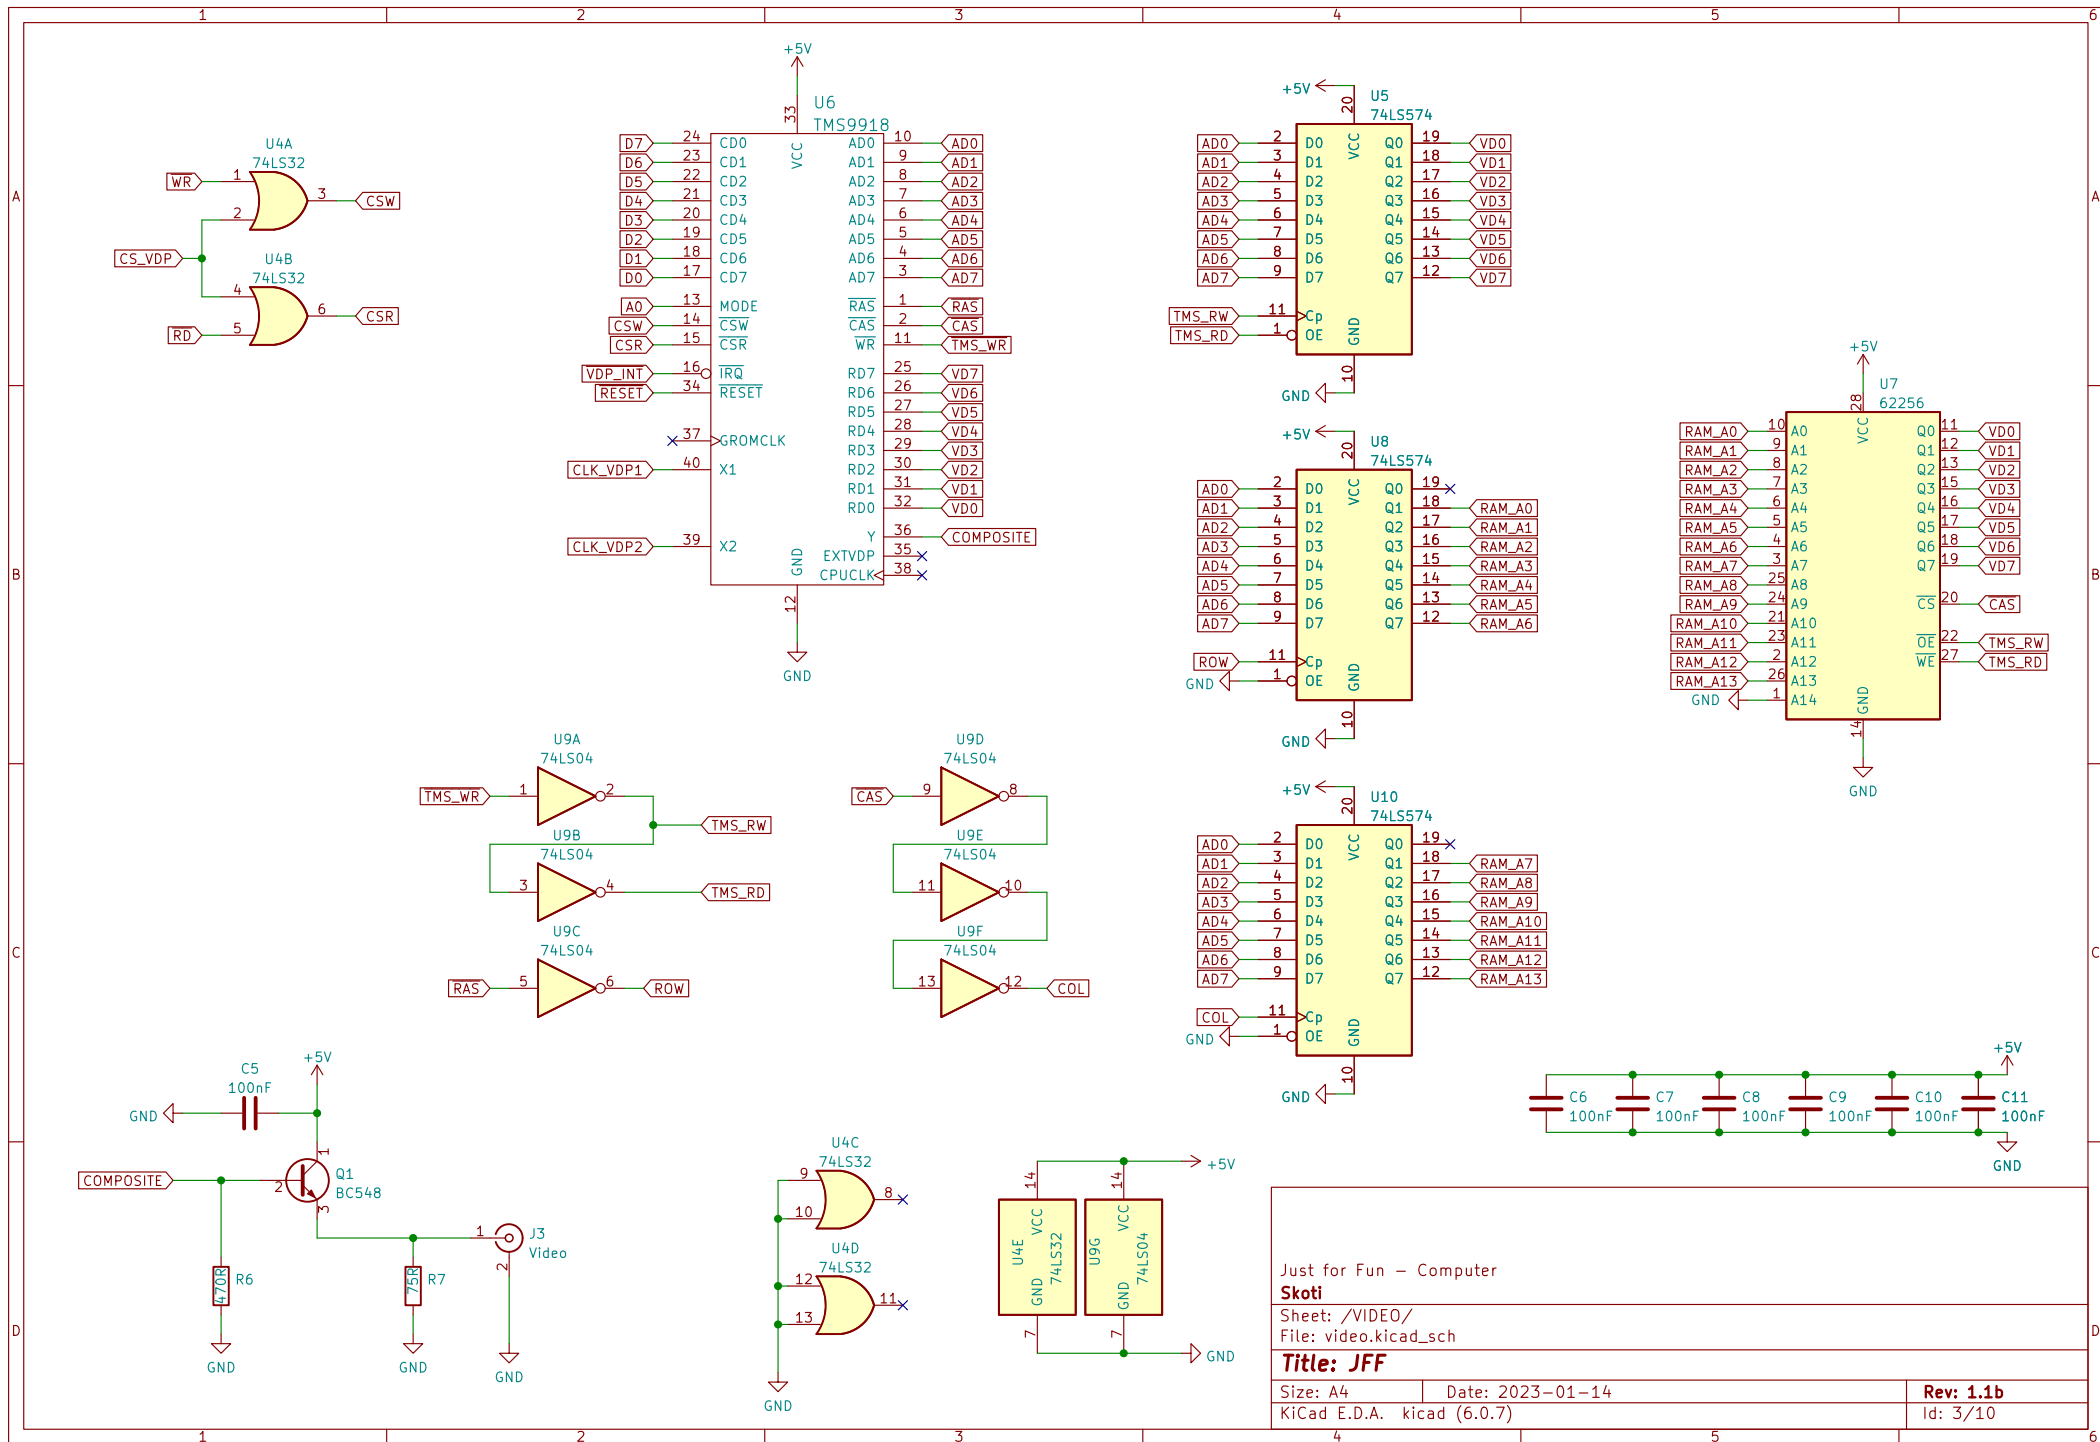 1 2 3 4 5 6
A
B
C
D
A
B
C
D
1 2 3 4 5 6
U4A
74LS32
WR 1
2
3 CSW
CS_VDP
U4B
74LS32
4
RD 5
6 CSR
+5V
33
U6
TMS9918
VCC
D7 24 CD0 AD0 10 AD0
D6 23 CD1 AD1 9 AD1
D5 22 CD2 AD2 8 AD2
D4 21 CD3 AD3 7 AD3
D3 20 CD4 AD4 6 AD4
D2 19 CD5 AD5 5 AD5
D1 18 CD6 AD6 4 AD6
D0 17 CD7 AD7 3 AD7
A0 13 MODE RAS 1 RAS
CSW 14 CSW CAS 2 CAS
CSR 15 CSR WR 11 TMS_WR
VDP_INT 16 IRQ RD7 25 VD7
RESET 34 RESET RD6 26 VD6
RD5 27 VD5
RD4 28 VD4
37 GROMCLK RD3 29 VD3
CLK_VDP1 40 X1 RD2 30 VD2
RD1 31 VD1
RD0 32 VD0
Y 36 COMPOSITE
CLK_VDP2 39 X2 EXTVDP 35
CPUCLK 38
GND
12
GND
+5V
20
U5
74LS574
VCC
AD0 2 D0 Q0 19 VD0
AD1 3 D1 Q1 18 VD1
AD2 4 D2 Q2 17 VD2
AD3 5 D3 Q3 16 VD3
AD4 6 D4 Q4 15 VD4
AD5 7 D5 Q5 14 VD5
AD6 8 D6 Q6 13 VD6
AD7 9 D7 Q7 12 VD7
TMS_RW 11 Cp
TMS_RD 1 OE
GND
10
GND
+5V
20
U8
74LS574
VCC
AD0 2 D0 Q0 19
AD1 3 D1 Q1 18 RAM_A0
AD2 4 D2 Q2 17 RAM_A1
AD3 5 D3 Q3 16 RAM_A2
AD4 6 D4 Q4 15 RAM_A3
AD5 7 D5 Q5 14 RAM_A4
AD6 8 D6 Q6 13 RAM_A5
AD7 9 D7 Q7 12 RAM_A6
ROW 11 Cp
GND 1 OE
GND
10
GND
+5V
20
U10
74LS574
VCC
AD0 2 D0 Q0 19
AD1 3 D1 Q1 18 RAM_A7
AD2 4 D2 Q2 17 RAM_A8
AD3 5 D3 Q3 16 RAM_A9
AD4 6 D4 Q4 15 RAM_A10
AD5 7 D5 Q5 14 RAM_A11
AD6 8 D6 Q6 13 RAM_A12
AD7 9 D7 Q7 12 RAM_A13
COL 11 Cp
GND 1 OE
GND
10
GND
+5V
28
U7
62256
VCC
RAM_A0 10 A0 Q0 11 VD0
RAM_A1 9 A1 Q1 12 VD1
RAM_A2 8 A2 Q2 13 VD2
RAM_A3 7 A3 Q3 15 VD3
RAM_A4 6 A4 Q4 16 VD4
RAM_A5 5 A5 Q5 17 VD5
RAM_A6 4 A6 Q6 18 VD6
RAM_A7 3 A7 Q7 19 VD7
RAM_A8 25 A8
RAM_A9 24 A9 CS 20 CAS
RAM_A10 21 A10
RAM_A11 23 A11 OE 22 TMS_RW
RAM_A12 2 A12 WE 27 TMS_RD
RAM_A13 26 A13
GND 1 A14
GND
14
GND
U9A
74LS04
TMS_WR 1 2
TMS_RW
U9B
74LS04
3 4 TMS_RD
U9C
74LS04
RAS 5 6 ROW
U9D
74LS04
CAS 9 8
U9E
74LS04
11 10
U9F
74LS04
13 12 COL
+5V
C5
100nF
GND
1
COMPOSITE 2
Q1
BC548
3
470R R6
GND
75R R7
GND
1 J3
Video
2
GND
U4C
74LS32
9
10
8
U4D
74LS32
12
13
11
GND
14 14 +5V
U4E VCC GND 74LS32
U9G VCC GND 74LS04
7 7 GND
+5V
C6 C7 C8 C9 C10 C11
100nF 100nF 100nF 100nF 100nF 100nF
GND
Just for Fun – Computer
Skoti
Sheet: /VIDEO/
File: video.kicad_sch
Title: JFF
Size: A4 Date: 2023-01-14 Rev: 1.1b
KiCad E.D.A. kicad (6.0.7) Id: 3/10